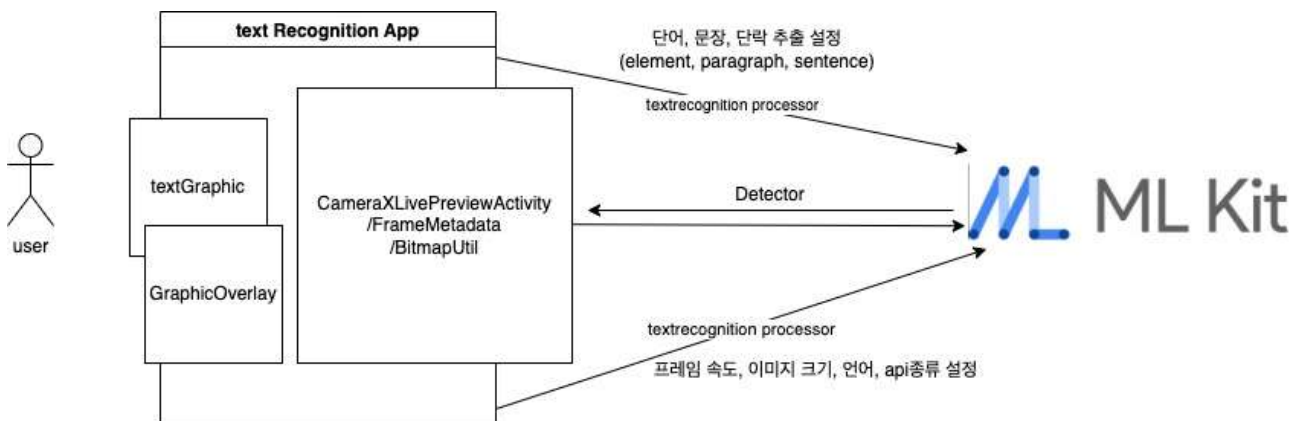 text Recognition App
단어, 문장, 단락 추출 설정
(element, paragraph, sentence)
textrecognition processor
textGraphic
CameraXLivePreviewActivity
/FrameMetadata
/BitmapUtil
Detector
ML Kit
user
GraphicOverlay
textrecognition processor
프레임 속도, 이미지 크기, 언어, api종류 설정